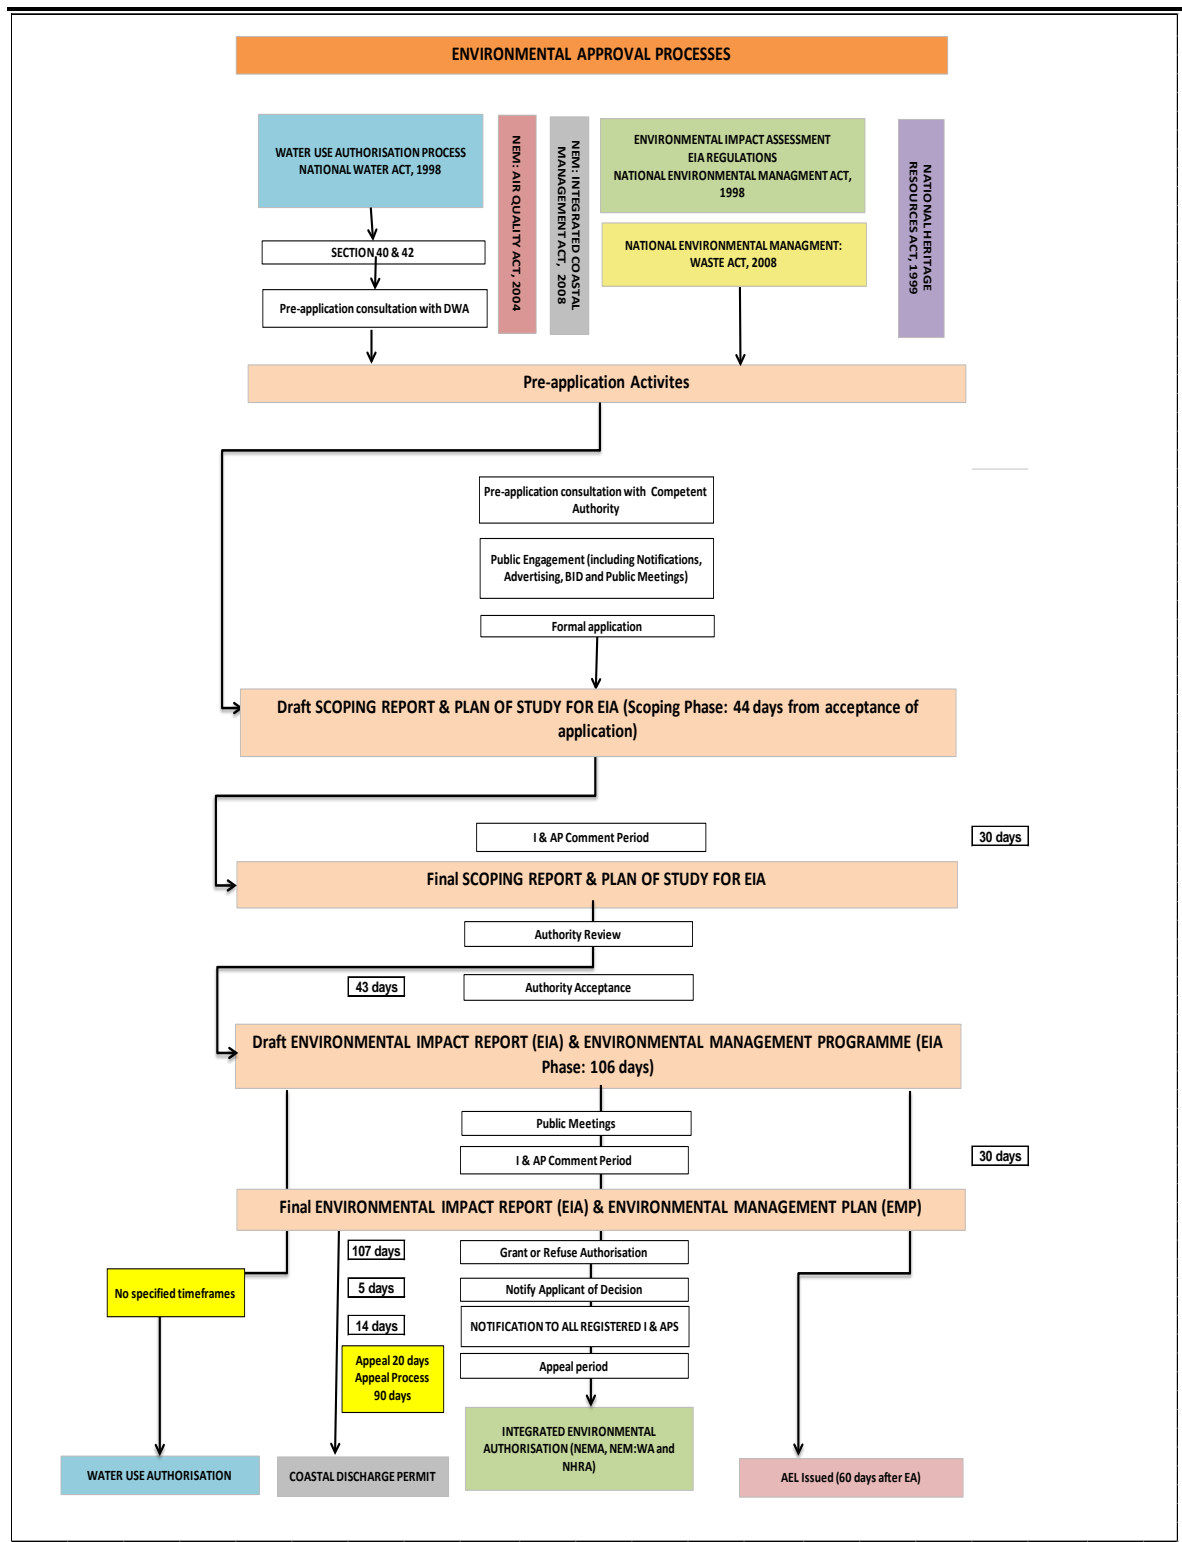 ENVIRONMENTAL APPROVAL PROCESSES
WATER USE AUTHORISATION PROCESS
NATIONAL WATER ACT, 1998
NEM: AIR QUALITY ACT, 2004
NEM: INTEGRATED COASTAL
MANAGEMENT ACT, 2008
ENVIRONMENTAL IMPACT ASSESSMENT
EIA REGULATIONS
NATIONAL ENVIRONMENTAL MANAGMENT ACT,
1998
NATIONAL HERITAGE
RESOURCES ACT, 1999
SECTION 40 & 42
NATIONAL ENVIRONMENTAL MANAGMENT:
WASTE ACT, 2008
Pre-application consultation with DWA
Pre-application Activites
Pre-application consultation with Competent
Authority
Public Engagement (including Notifications,
Advertising, BID and Public Meetings)
Formal application
Draft SCOPING REPORT & PLAN OF STUDY FOR EIA (Scoping Phase: 44 days from acceptance of
application)
I & AP Comment Period
30 days
Final SCOPING REPORT & PLAN OF STUDY FOR EIA
Authority Review
43 days
Authority Acceptance
Draft ENVIRONMENTAL IMPACT REPORT (EIA) & ENVIRONMENTAL MANAGEMENT PROGRAMME (EIA
Phase: 106 days)
Public Meetings
I & AP Comment Period
30 days
Final ENVIRONMENTAL IMPACT REPORT (EIA) & ENVIRONMENTAL MANAGEMENT PLAN (EMP)
107 days
Grant or Refuse Authorisation
No specified timeframes
5 days
Notify Applicant of Decision
14 days
NOTIFICATION TO ALL REGISTERED I & APS
Appeal 20 days
Appeal Process
90 days
Appeal period
INTEGRATED ENVIRONMENTAL
AUTHORISATION (NEMA, NEM:WA and
NHRA)
WATER USE AUTHORISATION
COASTAL DISCHARGE PERMIT
AEL Issued (60 days after EA)